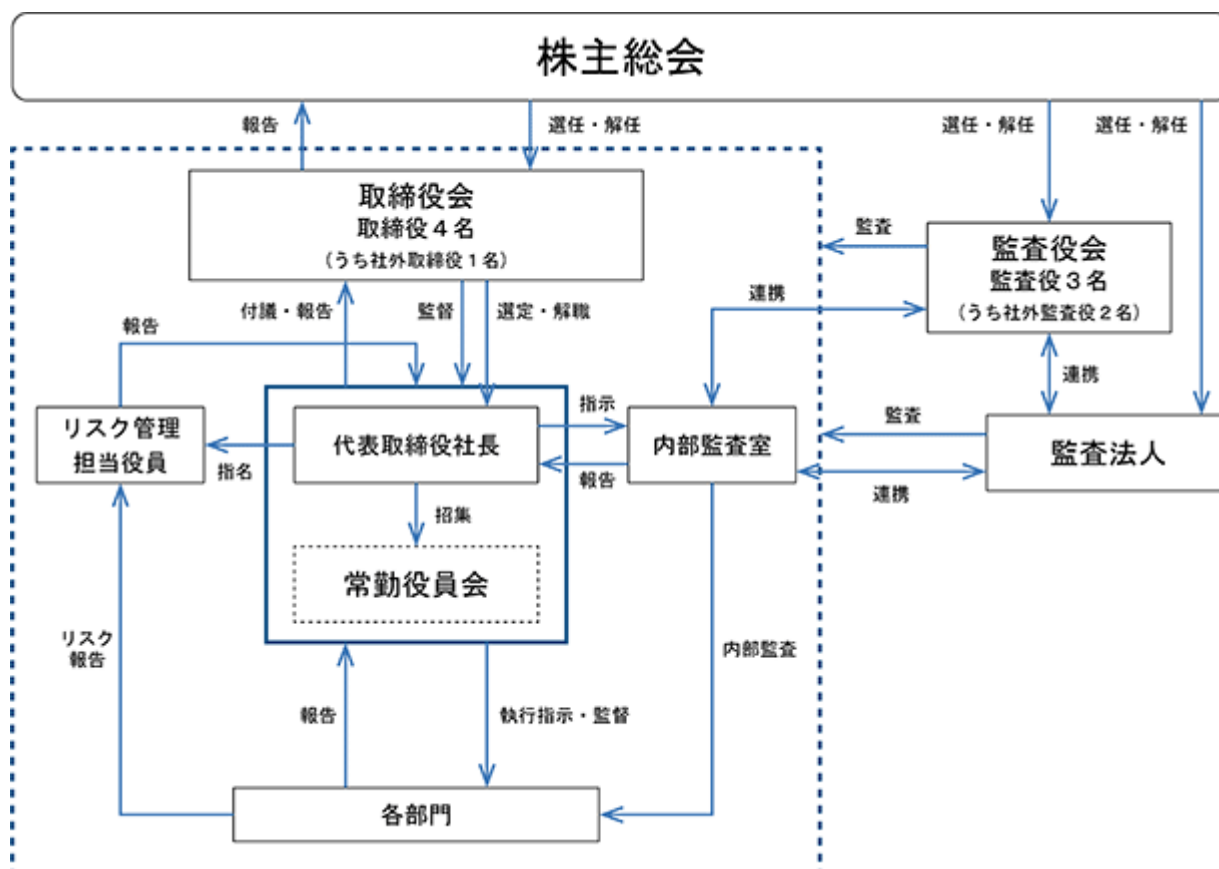 株主総会
報告
選任・解任
選任・解任
選任・解任
取締役会
取締役4名
(うち社外取締役1名)
監査
監査役会
監査役3名
(うち社外監査役2名)
付議・報告
監督
選定・解職
連携
報告
連携
リスク管理
担当役員
指名
代表取締役社長
指示
報告
内部監査室
監査
連携
監査法人
招集
常勤役員会
リスク
報告
内部監査
報告
執行指示・監督
各部門